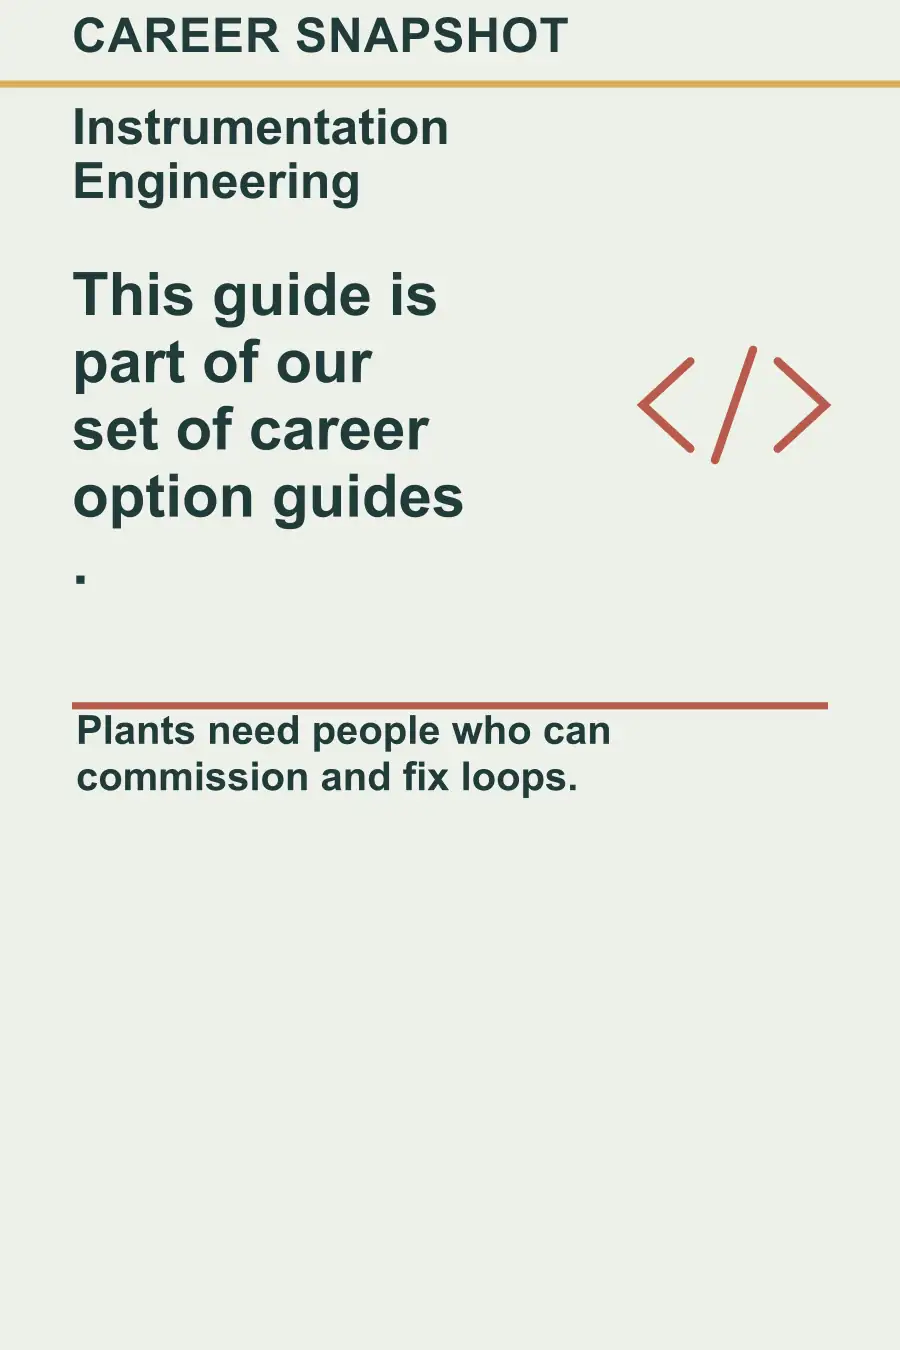 CAREER SNAPSHOT
Instrumentation
Engineering
This guide is
part of our
set of career
option guides
.
Plants need people who can
commission and fix loops.